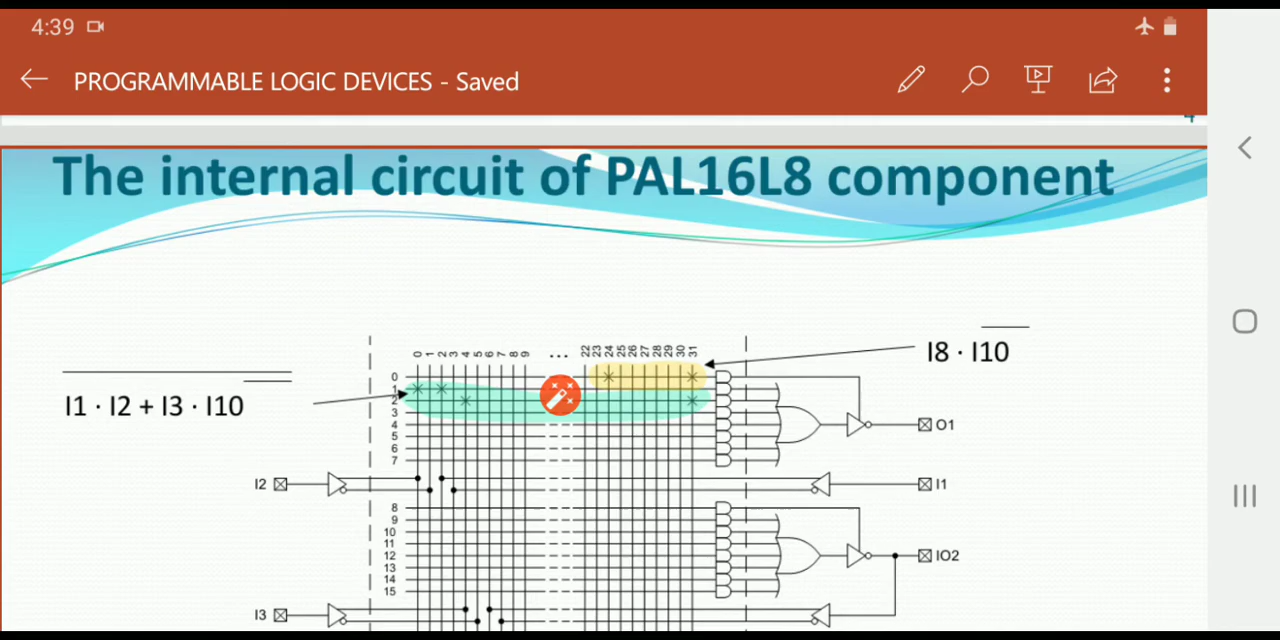 4:39
PROGRAMMABLE LOGIC DEVICES - Saved
4
The internal circuit of PAL16L8 component
I8 · I10
I1 · I2 + I3 · I10
0 1 2 3 4 5 6 7 8 9 ... 22 23 24 25 26 27 28 29 30 31
0
1
2
3
4
5
6
7
O1
I2
I1
8
9
10
11
12
13
14
15
IO2
I3